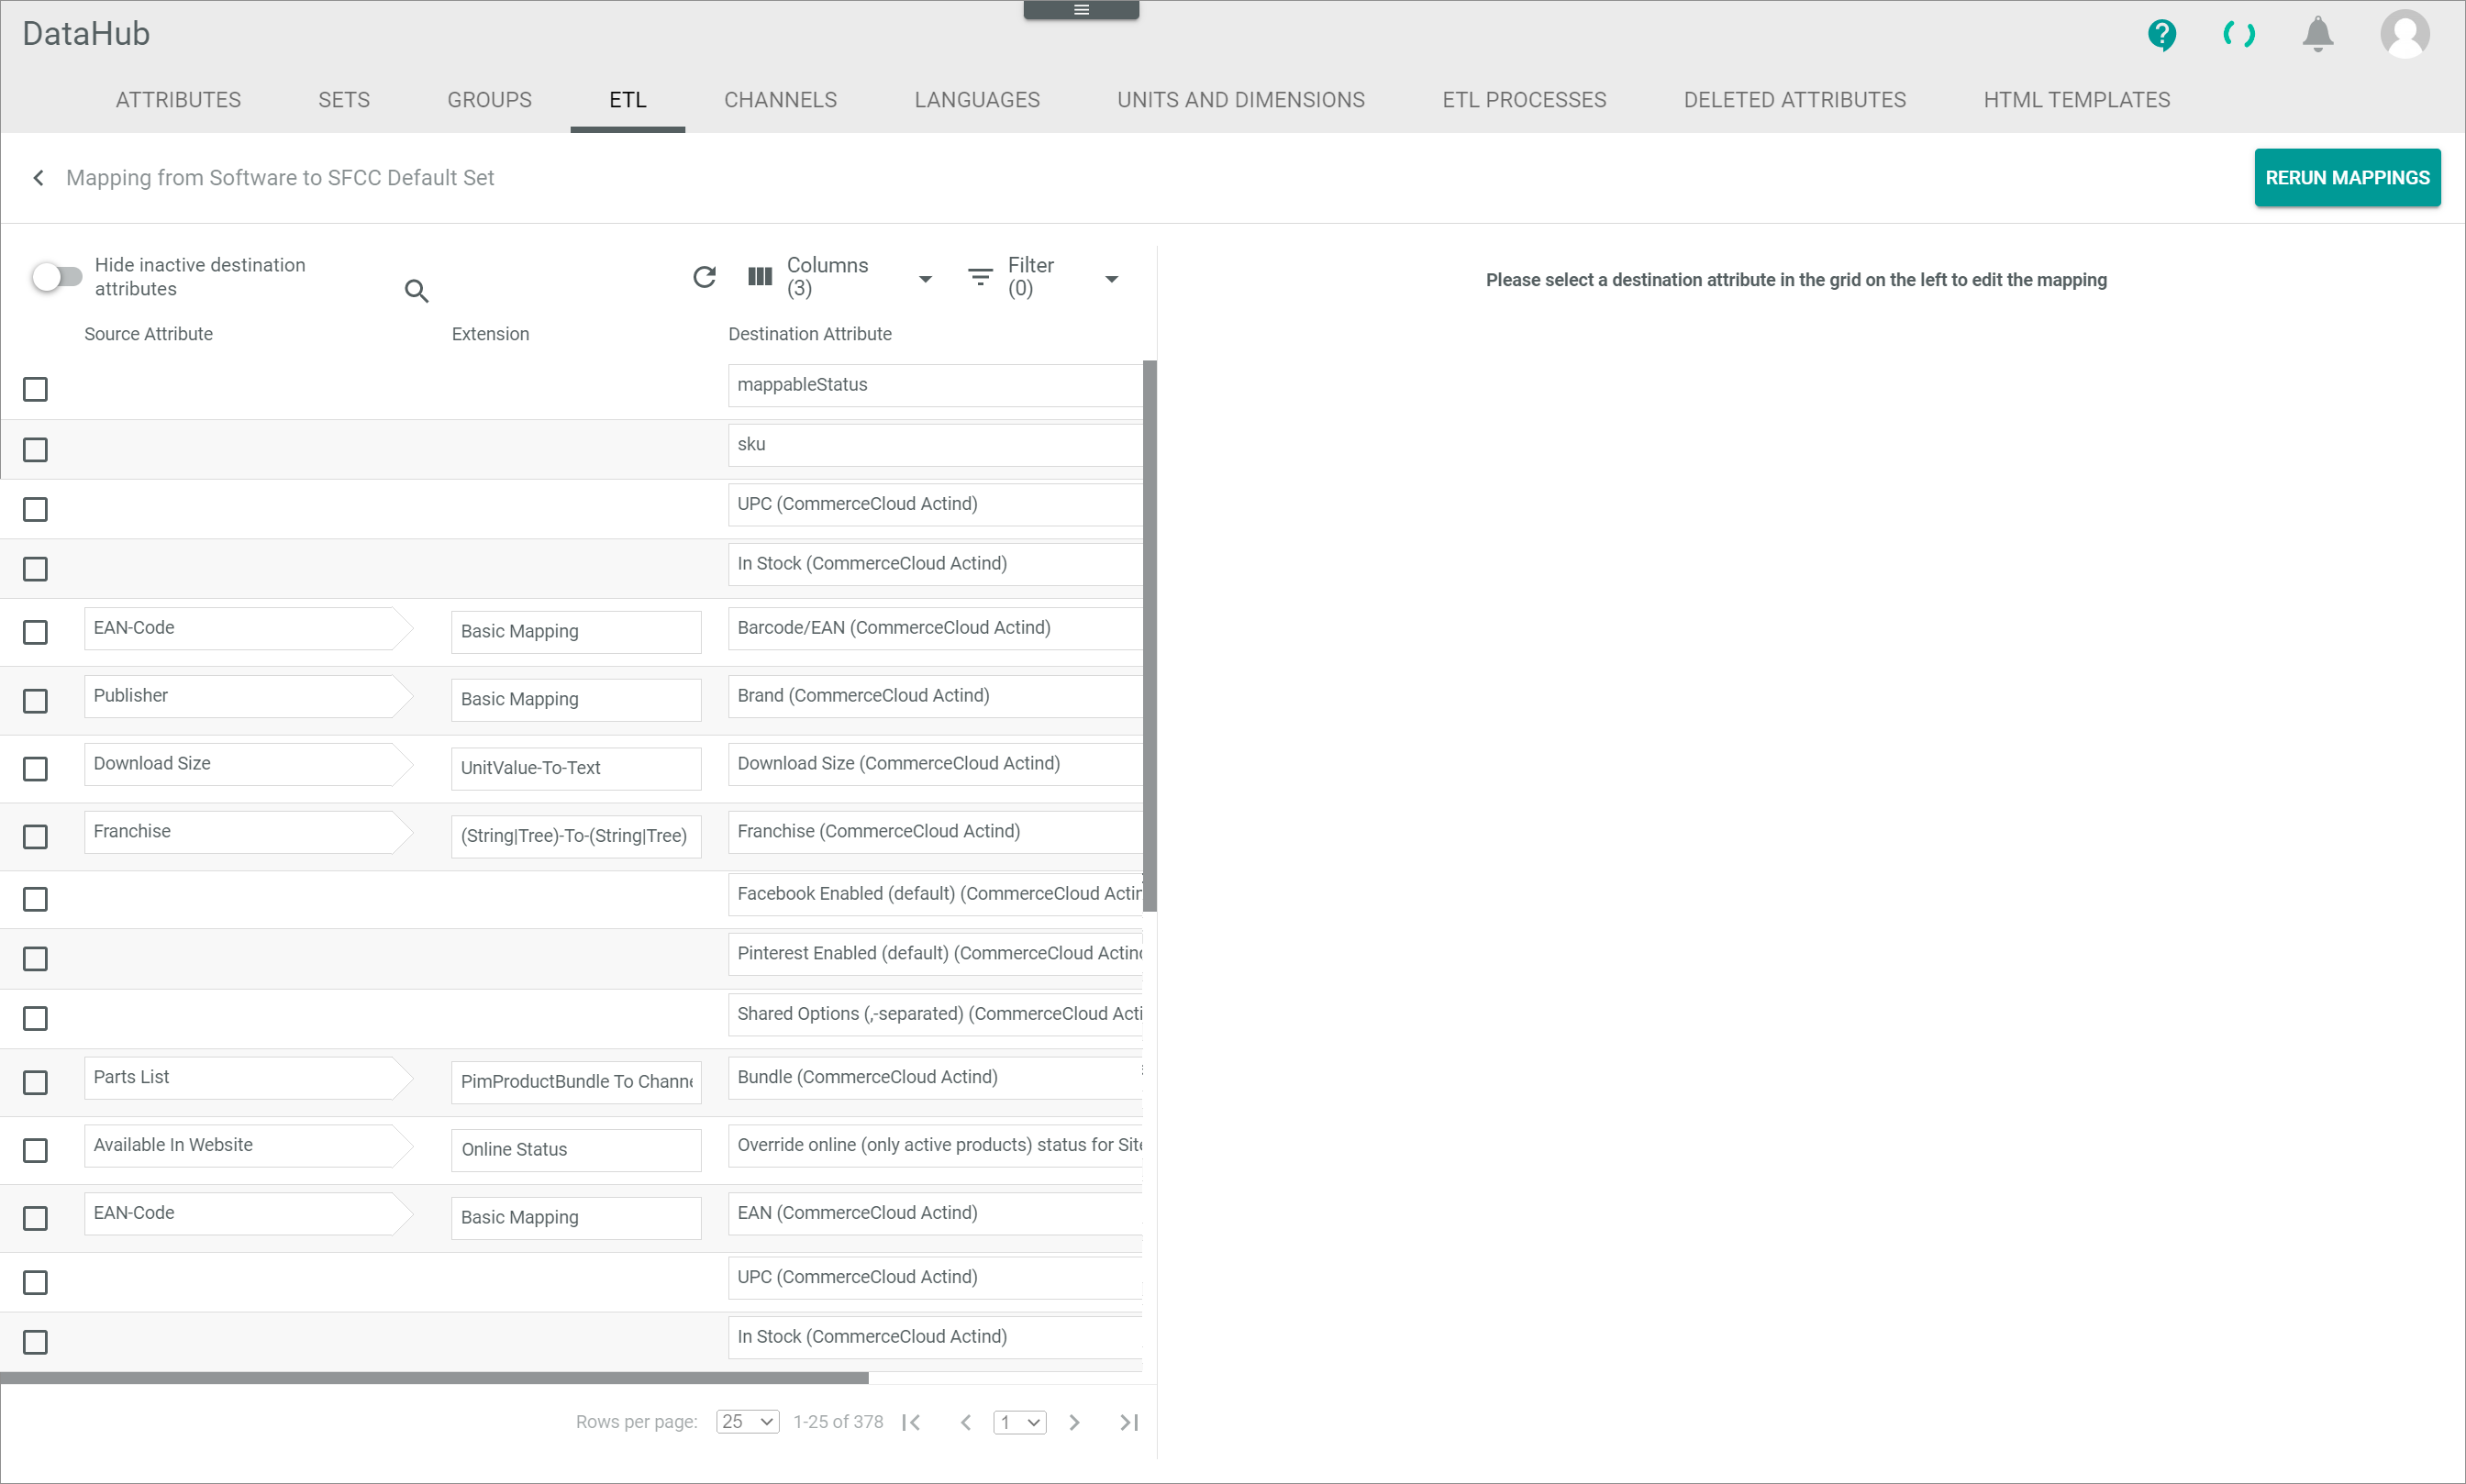 DataHub
ATTRIBUTES SETS GROUPS ETL CHANNELS LANGUAGES UNITS AND DIMENSIONS ETL PROCESSES DELETED ATTRIBUTES HTML TEMPLATES
Mapping from Software to SFCC Default Set
RERUN MAPPINGS
Hide inactive destination
attributes
Columns
(3)
Filter
(0)
Please select a destination attribute in the grid on the left to edit the mapping
Source Attribute Extension Destination Attribute
mappableStatus
sku
UPC (CommerceCloud Actind)
In Stock (CommerceCloud Actind)
EAN-Code Basic Mapping Barcode/EAN (CommerceCloud Actind)
Publisher Basic Mapping Brand (CommerceCloud Actind)
Download Size UnitValue-To-Text Download Size (CommerceCloud Actind)
Franchise (String|Tree)-To-(String|Tree) Franchise (CommerceCloud Actind)
Facebook Enabled (default) (CommerceCloud
Pinterest Enabled (default) (CommerceCloud
Shared Options (,-separated) (CommerceCloud Acti
Parts List PimProductBundle To Channe Bundle (CommerceCloud Actind)
Available In Website Online Status Override online (only active products) status for Site
EAN-Code Basic Mapping EAN (CommerceCloud Actind)
UPC (CommerceCloud Actind)
In Stock (CommerceCloud Actind)
Rows per page: 25 1-25 of 378 1